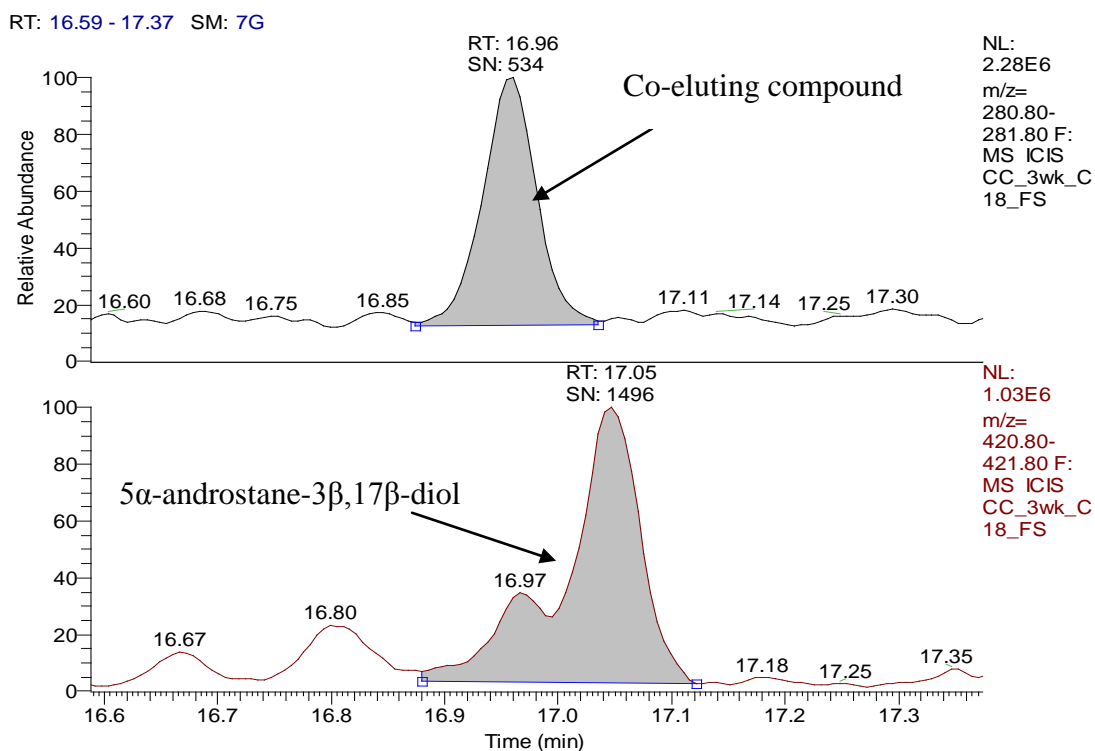 RT: 16.59 - 17.37 SM: 7G
RT: 16.96
SN: 534
Co-eluting compound
NL:
2.28E6
m/z=
280.80-
281.80 F:
MS ICIS
CC_3wk_C
18_FS
Relative Abundance
100
80
60
40
20
0
16.60
16.68
16.75
16.85
17.11
17.14
17.25
17.30
RT: 17.05
SN: 1496
NL:
1.03E6
m/z=
420.80-
421.80 F:
MS ICIS
CC_3wk_C
18_FS
5α-androstane-3β,17β-diol
100
80
60
40
20
0
16.67
16.80
16.97
17.18
17.25
17.35
16.6
16.7
16.8
16.9
17.0
17.1
17.2
17.3
Time (min)